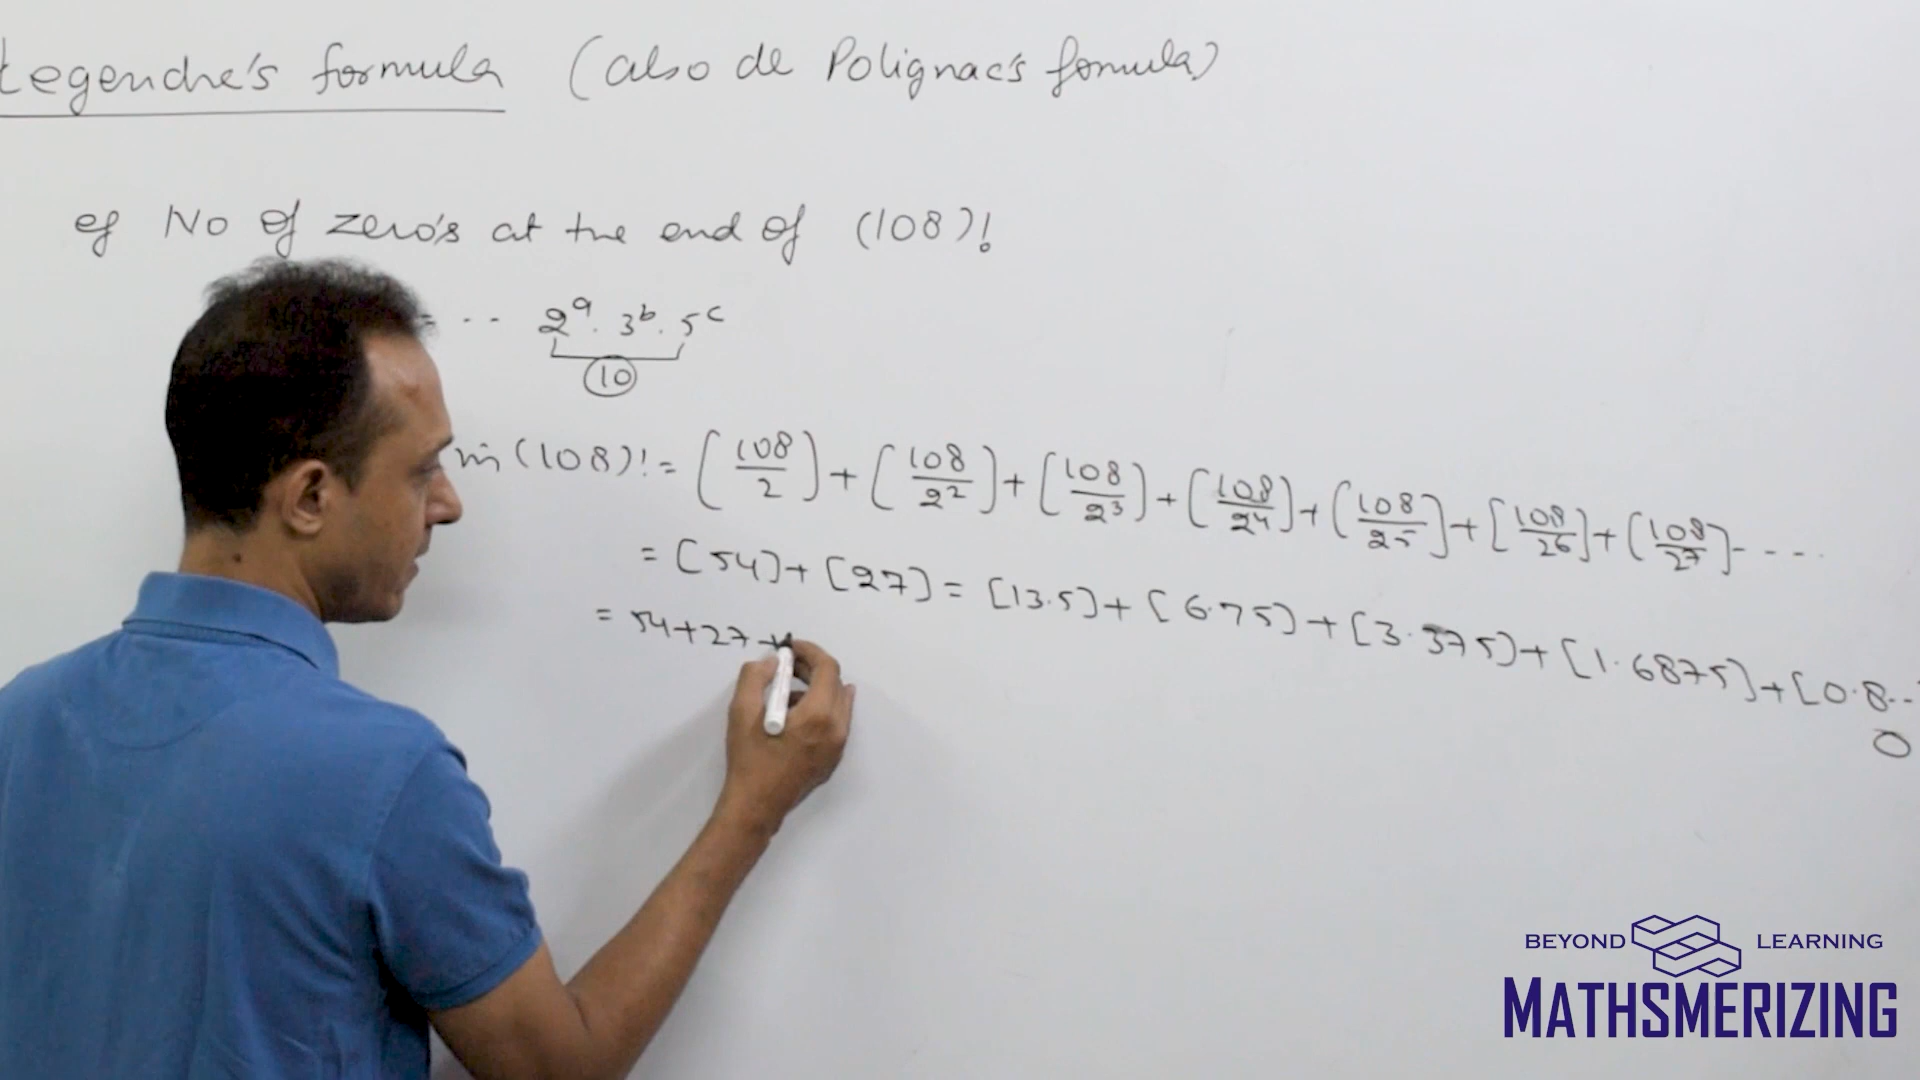 Legendre's formula (also de Polignac's formula)
eg No of zero's at the end of (108)!
= .. 2^a . 3^b . 5^c
10
in (108)! = [108/2] + [108/2^2] + [108/2^3] + [108/2^4] + [108/2^5] + [108/2^6] + [108/2^7] - - - -
= [54] + [27] = [13.5] + [6.75] + [3.375] + [1.6875] + [0.8..
0
= 54+27+
BEYOND LEARNING
MATHSMERIZING